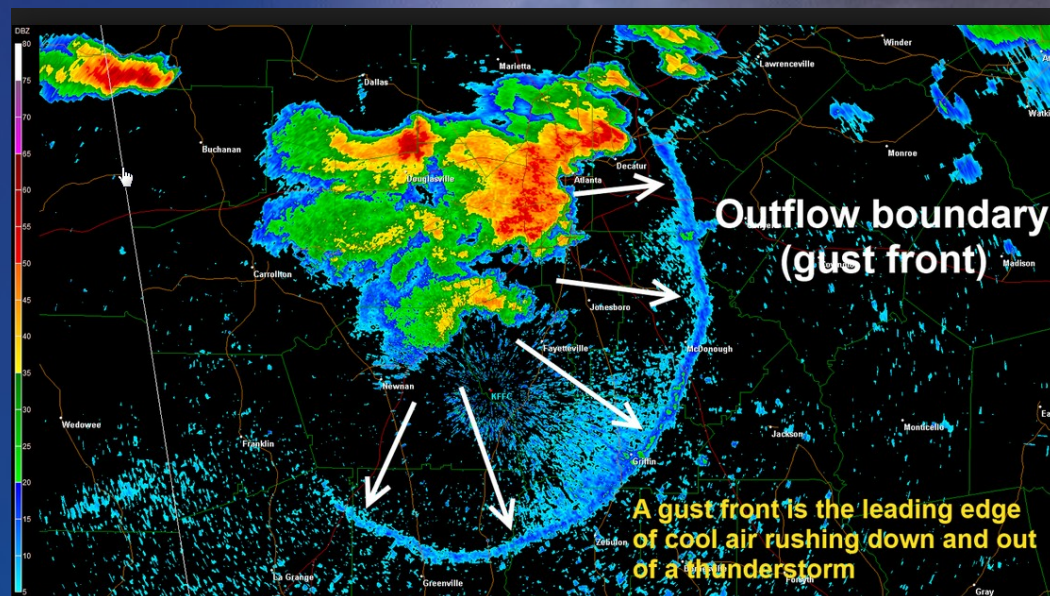 DBZ
80
75
70
65
60
55
50
45
40
35
30
25
20
15
10
5
Winder
Lawrenceville
Marietta
Dallas
Buchanan
Monroe
Decatur
Douglasville
Atlanta
Outflow boundary
(gust front)
Madison
Carrollton
Jonesboro
Fayetteville
McDonough
Newnan
KFFC
Wedowee
Jackson
Monticello
Franklin
Griffin
A gust front is the leading edge
of cool air rushing down and out
of a thunderstorm
Zebulon
La Grange
Greenville
Forsyth
Gray